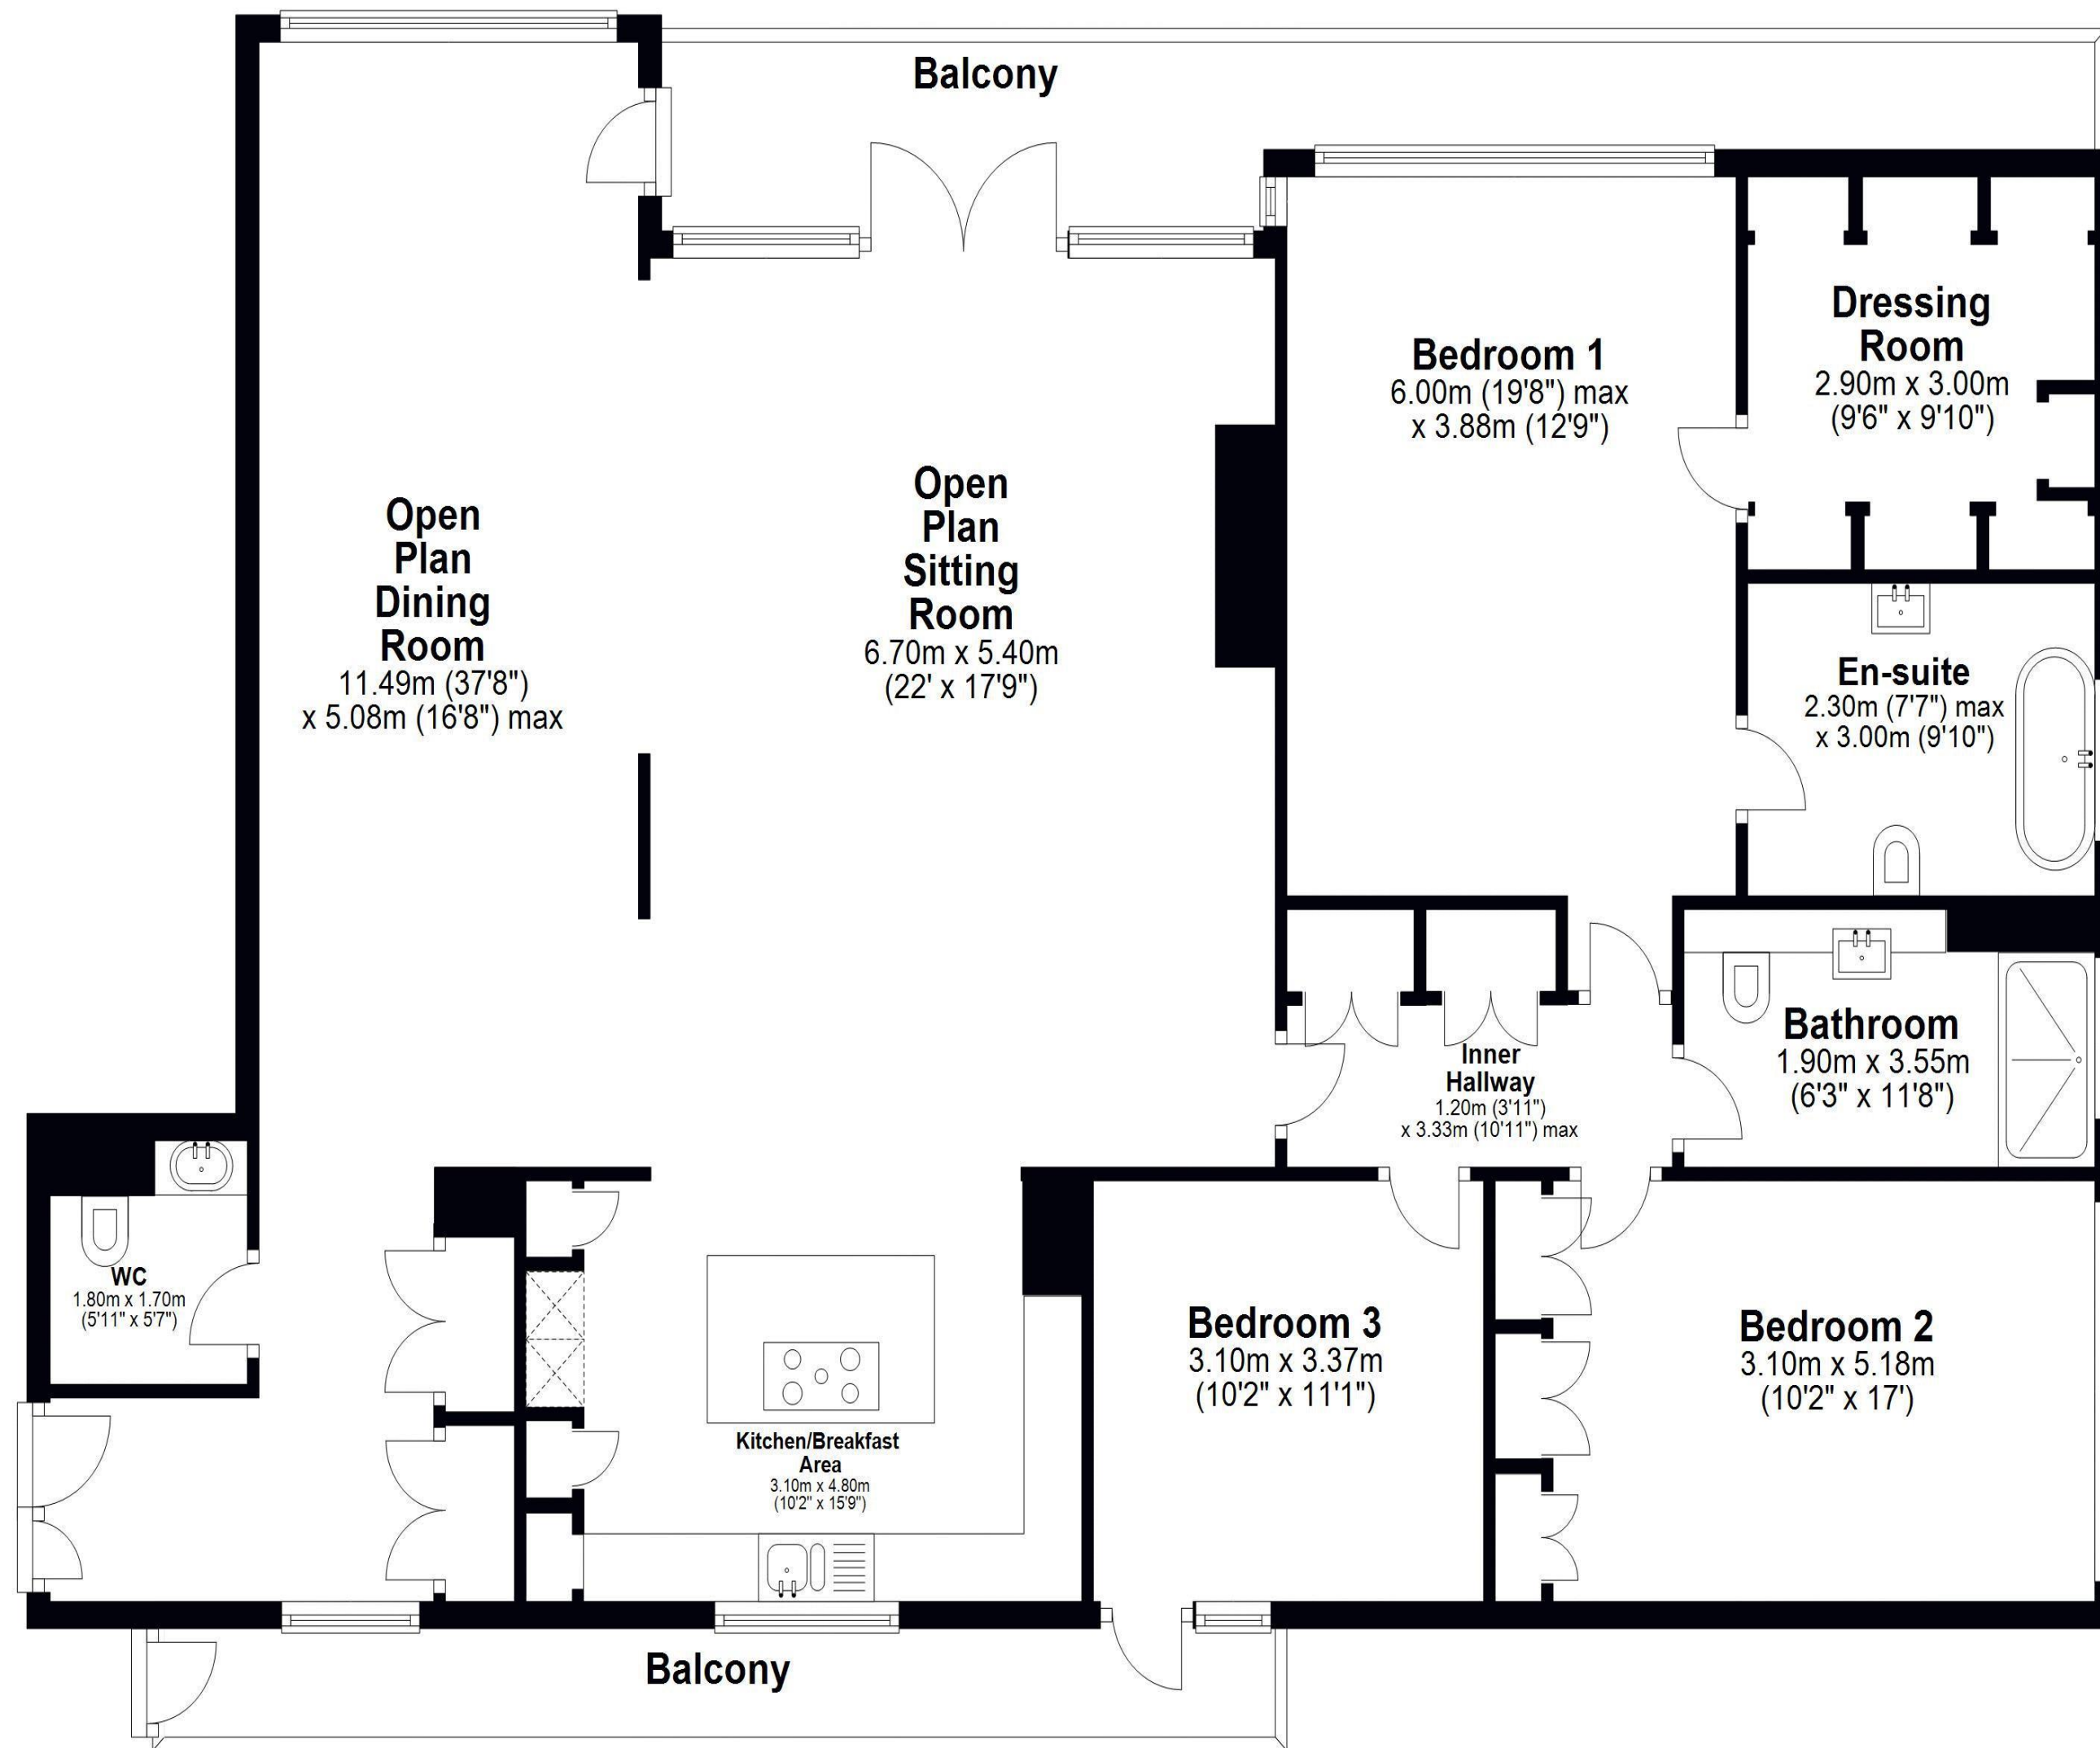 Balcony
Dressing
Room
2.90m x 3.00m
(9'6" x 9'10")
Bedroom 1
6.00m (19'8") max
x 3.88m (12'9")
Open
Plan
Sitting
Room
6.70m x 5.40m
(22' x 17'9")
Open
Plan
Dining
Room
11.49m (37'8")
x 5.08m (16'8") max
En-suite
2.30m (7'7") max
x 3.00m (9'10")
Bathroom
1.90m x 3.55m
(6'3" x 11'8")
Inner
Hallway
1.20m (3'11")
x 3.33m (10'11") max
WC
1.80m x 1.70m
(5'11" x 5'7")
Bedroom 3
3.10m x 3.37m
(10'2" x 11'1")
Bedroom 2
3.10m x 5.18m
(10'2" x 17')
Kitchen/Breakfast
Area
3.10m x 4.80m
(10'2" x 15'9")
Balcony